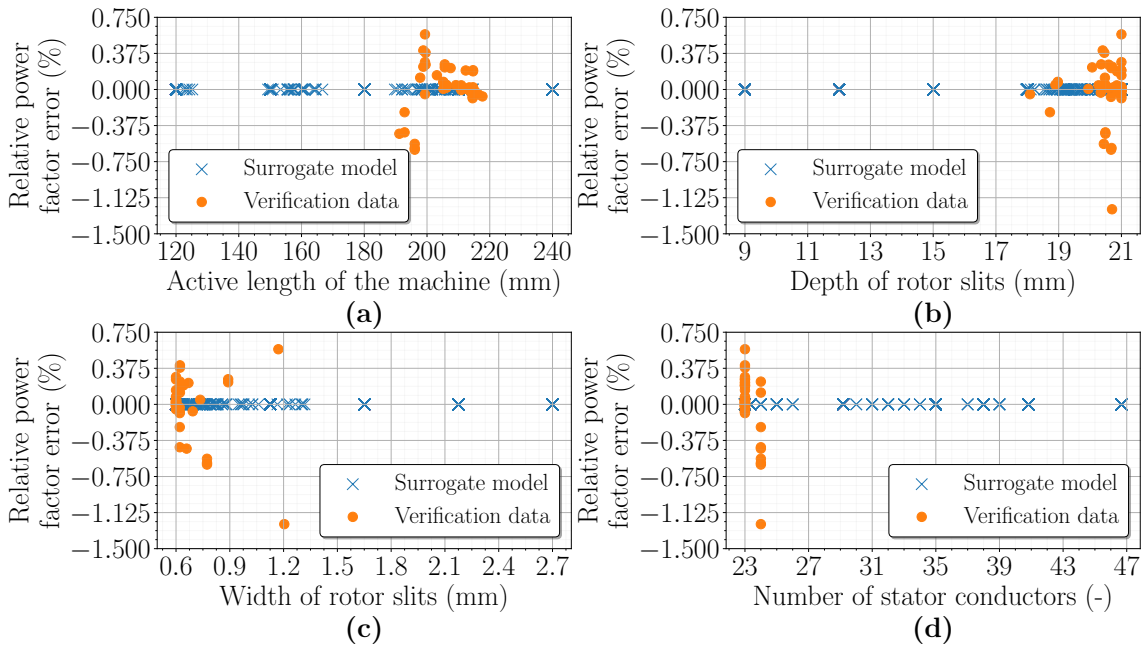 0.750
0.375
0.000
−0.375
−0.750
−1.125
−1.500
Relative power
factor error (%)
Surrogate model
Verification data
120 140 160 180 200 220 240
Active length of the machine (mm)
(a)
0.750
0.375
0.000
−0.375
−0.750
−1.125
−1.500
Relative power
factor error (%)
Surrogate model
Verification data
9 11 13 15 17 19 21
Depth of rotor slits (mm)
(b)
0.750
0.375
0.000
−0.375
−0.750
−1.125
−1.500
Relative power
factor error (%)
Surrogate model
Verification data
0.6 0.9 1.2 1.5 1.8 2.1 2.4 2.7
Width of rotor slits (mm)
(c)
0.750
0.375
0.000
−0.375
−0.750
−1.125
−1.500
Relative power
factor error (%)
Surrogate model
Verification data
23 27 31 35 39 43 47
Number of stator conductors (-)
(d)